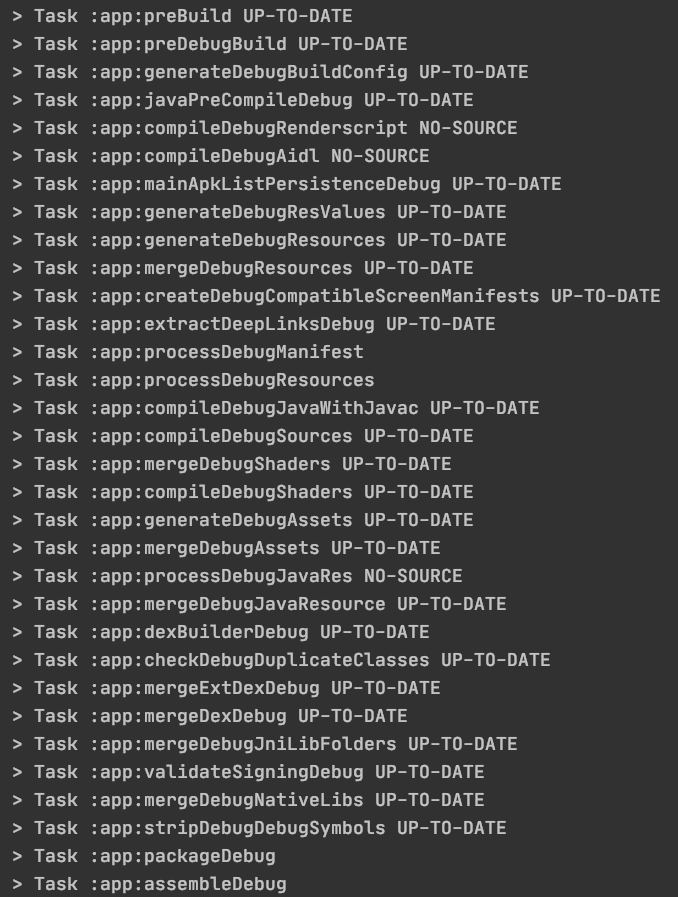 > Task :app:preBuild UP-TO-DATE
> Task :app:preDebugBuild UP-TO-DATE
> Task :app:generateDebugBuildConfig UP-TO-DATE
> Task :app:javaPreCompileDebug UP-TO-DATE
> Task :app:compileDebugRenderscript NO-SOURCE
> Task :app:compileDebugAidl NO-SOURCE
> Task :app:mainApkListPersistenceDebug UP-TO-DATE
> Task :app:generateDebugResValues UP-TO-DATE
> Task :app:generateDebugResources UP-TO-DATE
> Task :app:mergeDebugResources UP-TO-DATE
> Task :app:createDebugCompatibleScreenManifests UP-TO-DATE
> Task :app:extractDeepLinksDebug UP-TO-DATE
> Task :app:processDebugManifest
> Task :app:processDebugResources
> Task :app:compileDebugJavaWithJavac UP-TO-DATE
> Task :app:compileDebugSources UP-TO-DATE
> Task :app:mergeDebugShaders UP-TO-DATE
> Task :app:compileDebugShaders UP-TO-DATE
> Task :app:generateDebugAssets UP-TO-DATE
> Task :app:mergeDebugAssets UP-TO-DATE
> Task :app:processDebugJavaRes NO-SOURCE
> Task :app:mergeDebugJavaResource UP-TO-DATE
> Task :app:dexBuilderDebug UP-TO-DATE
> Task :app:checkDebugDuplicateClasses UP-TO-DATE
> Task :app:mergeExtDexDebug UP-TO-DATE
> Task :app:mergeDexDebug UP-TO-DATE
> Task :app:mergeDebugJniLibFolders UP-TO-DATE
> Task :app:validateSigningDebug UP-TO-DATE
> Task :app:mergeDebugNativeLibs UP-TO-DATE
> Task :app:stripDebugDebugSymbols UP-TO-DATE
> Task :app:packageDebug
> Task :app:assembleDebug